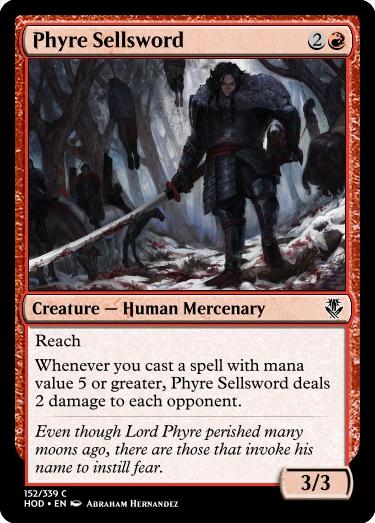 Phyre Sellsword 2
Creature — Human Mercenary
Reach
Whenever you cast a spell with mana
value 5 or greater, Phyre Sellsword deals
2 damage to each opponent.
Even though Lord Phyre perished many
moons ago, there are those that invoke his
name to instill fear.
3/3
152/339 C
HOD • EN Abraham Hernandez